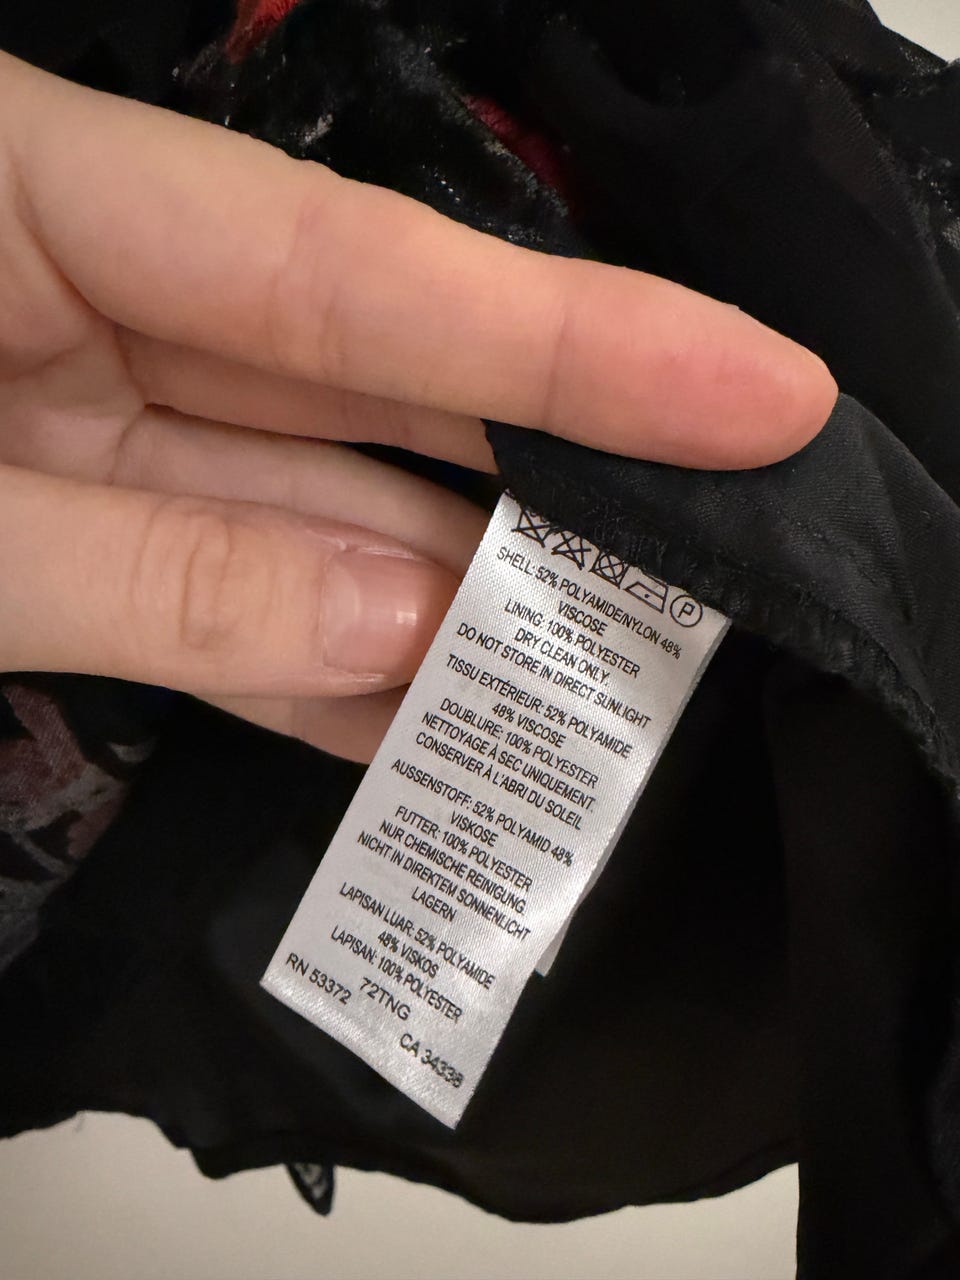 P
SHELL: 52% POLYAMIDE/NYLON 48%
VISCOSE
LINING: 100% POLYESTER
DRY CLEAN ONLY.
DO NOT STORE IN DIRECT SUNLIGHT
TISSU EXTÉRIEUR: 52% POLYAMIDE
48% VISCOSE
DOUBLURE: 100% POLYESTER
NETTOYAGE À SEC UNIQUEMENT.
CONSERVER À L'ABRI DU SOLEIL
AUSSENSTOFF: 52% POLYAMID 48%
VISKOSE
FUTTER: 100% POLYESTER
NUR CHEMISCHE REINIGUNG.
NICHT IN DIREKTEM SONNENLICHT
LAGERN
LAPISAN LUAR: 52% POLYAMIDE
48% VISKOS
LAPISAN: 100% POLYESTER
RN 53372 72TNG CA 34338